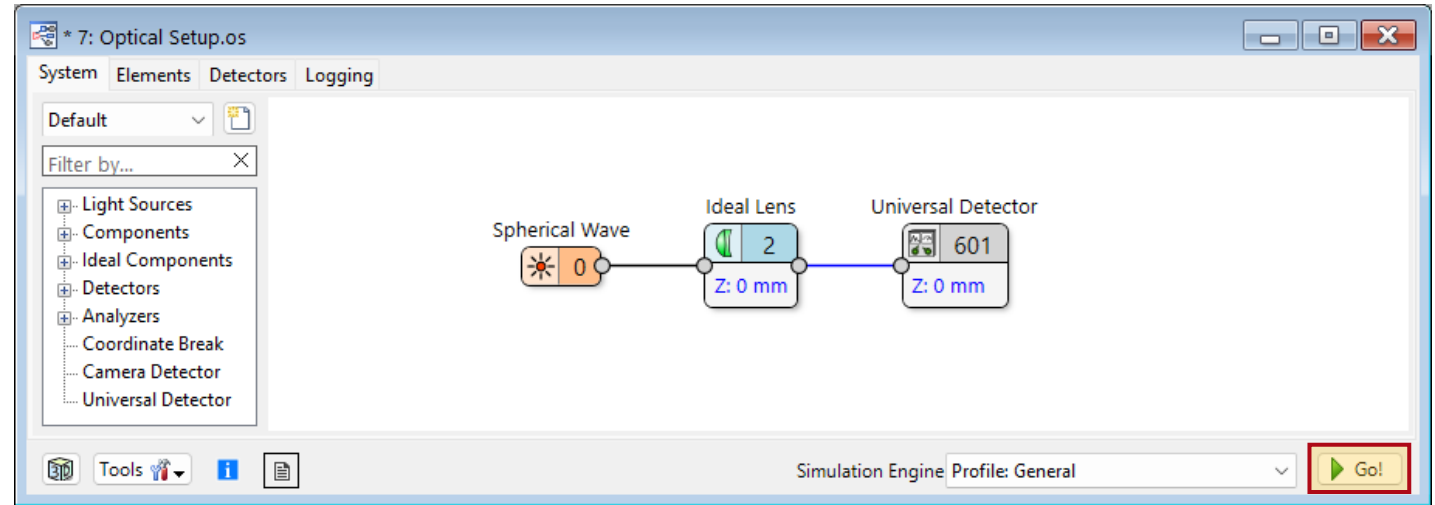 * 7: Optical Setup.os
System Elements Detectors Logging
Default
Filter by...
Light Sources
Components
Ideal Components
Detectors
Analyzers
Coordinate Break
Camera Detector
Universal Detector
Spherical Wave
0
Ideal Lens
2
Z: 0 mm
Universal Detector
601
Z: 0 mm
3D Tools i
Simulation Engine Profile: General
Go!